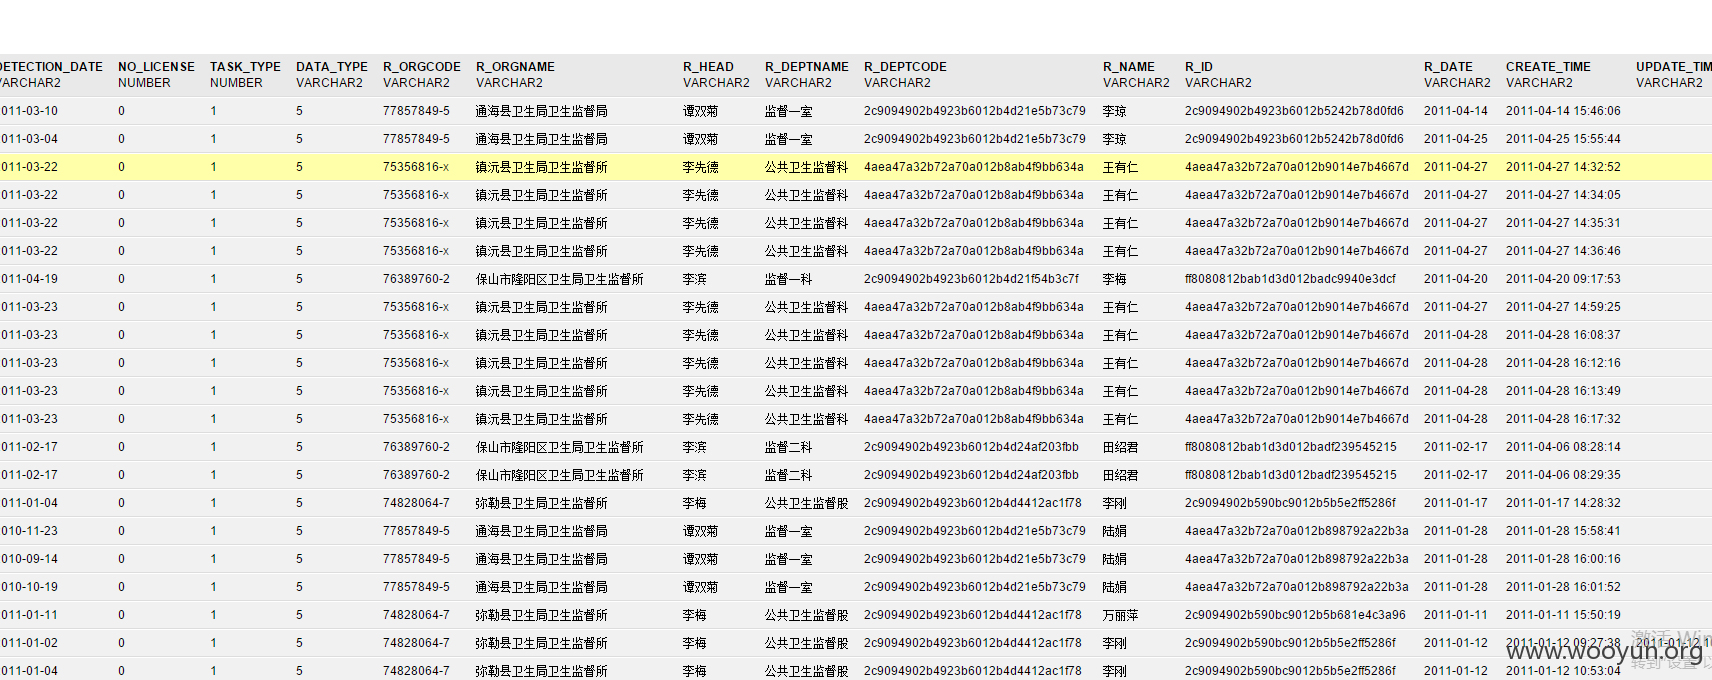 DETECTION_DATE NO_LICENSE TASK_TYPE DATA_TYPE R_ORGCODE R_ORGNAME R_HEAD R_DEPTNAME R_DEPTCODE R_NAME R_ID R_DATE CREATE_TIME UPDATE_TIM
VARCHAR2 NUMBER NUMBER VARCHAR2 VARCHAR2 VARCHAR2 VARCHAR2 VARCHAR2 VARCHAR2 VARCHAR2 VARCHAR2 VARCHAR2 VARCHAR2 VARCHAR2
011-03-10 0 1 5 77857849-5 通海县卫生局卫生监督局 谭双菊 监督一室 2c9094902b4923b6012b4d21e5b73c79 李琼 2c9094902b4923b6012b5242b78d0fd6 2011-04-14 2011-04-14 15:46:06
011-03-04 0 1 5 77857849-5 通海县卫生局卫生监督局 谭双菊 监督一室 2c9094902b4923b6012b4d21e5b73c79 李琼 2c9094902b4923b6012b5242b78d0fd6 2011-04-25 2011-04-25 15:55:44
011-03-22 0 1 5 75356816-x 镇沅县卫生局卫生监督所 李先德 公共卫生监督科 4aea47a32b72a70a012b8ab4f9bb634a 王有仁 4aea47a32b72a70a012b9014e7b4667d 2011-04-27 2011-04-27 14:32:52
011-03-22 0 1 5 75356816-x 镇沅县卫生局卫生监督所 李先德 公共卫生监督科 4aea47a32b72a70a012b8ab4f9bb634a 王有仁 4aea47a32b72a70a012b9014e7b4667d 2011-04-27 2011-04-27 14:34:05
011-03-22 0 1 5 75356816-x 镇沅县卫生局卫生监督所 李先德 公共卫生监督科 4aea47a32b72a70a012b8ab4f9bb634a 王有仁 4aea47a32b72a70a012b9014e7b4667d 2011-04-27 2011-04-27 14:35:31
011-03-22 0 1 5 75356816-x 镇沅县卫生局卫生监督所 李先德 公共卫生监督科 4aea47a32b72a70a012b8ab4f9bb634a 王有仁 4aea47a32b72a70a012b9014e7b4667d 2011-04-27 2011-04-27 14:36:46
011-04-19 0 1 5 76389760-2 保山市隆阳区卫生局卫生监督所 李滨 监督一科 2c9094902b4923b6012b4d21f54b3c7f 李梅 ff8080812bab1d3d012badc9940e3dcf 2011-04-20 2011-04-20 09:17:53
011-03-23 0 1 5 75356816-x 镇沅县卫生局卫生监督所 李先德 公共卫生监督科 4aea47a32b72a70a012b8ab4f9bb634a 王有仁 4aea47a32b72a70a012b9014e7b4667d 2011-04-27 2011-04-27 14:59:25
011-03-23 0 1 5 75356816-x 镇沅县卫生局卫生监督所 李先德 公共卫生监督科 4aea47a32b72a70a012b8ab4f9bb634a 王有仁 4aea47a32b72a70a012b9014e7b4667d 2011-04-28 2011-04-28 16:08:37
011-03-23 0 1 5 75356816-x 镇沅县卫生局卫生监督所 李先德 公共卫生监督科 4aea47a32b72a70a012b8ab4f9bb634a 王有仁 4aea47a32b72a70a012b9014e7b4667d 2011-04-28 2011-04-28 16:12:16
011-03-23 0 1 5 75356816-x 镇沅县卫生局卫生监督所 李先德 公共卫生监督科 4aea47a32b72a70a012b8ab4f9bb634a 王有仁 4aea47a32b72a70a012b9014e7b4667d 2011-04-28 2011-04-28 16:13:49
011-03-23 0 1 5 75356816-x 镇沅县卫生局卫生监督所 李先德 公共卫生监督科 4aea47a32b72a70a012b8ab4f9bb634a 王有仁 4aea47a32b72a70a012b9014e7b4667d 2011-04-28 2011-04-28 16:17:32
011-02-17 0 1 5 76389760-2 保山市隆阳区卫生局卫生监督所 李滨 监督二科 2c9094902b4923b6012b4d24af203fbb 田绍君 ff8080812bab1d3d012badf239545215 2011-02-17 2011-04-06 08:28:14
011-02-17 0 1 5 76389760-2 保山市隆阳区卫生局卫生监督所 李滨 监督二科 2c9094902b4923b6012b4d24af203fbb 田绍君 ff8080812bab1d3d012badf239545215 2011-02-17 2011-04-06 08:29:35
011-01-04 0 1 5 74828064-7 弥勒县卫生局卫生监督所 李梅 公共卫生监督股 2c9094902b4923b6012b4d4412ac1f78 李刚 2c9094902b590bc9012b5b5e2ff5286f 2011-01-17 2011-01-17 14:28:32
010-11-23 0 1 5 77857849-5 通海县卫生局卫生监督局 谭双菊 监督一室 2c9094902b4923b6012b4d21e5b73c79 陆娟 4aea47a32b72a70a012b898792a22b3a 2011-01-28 2011-01-28 15:58:41
010-09-14 0 1 5 77857849-5 通海县卫生局卫生监督局 谭双菊 监督一室 2c9094902b4923b6012b4d21e5b73c79 陆娟 4aea47a32b72a70a012b898792a22b3a 2011-01-28 2011-01-28 16:00:16
010-10-19 0 1 5 77857849-5 通海县卫生局卫生监督局 谭双菊 监督一室 2c9094902b4923b6012b4d21e5b73c79 陆娟 4aea47a32b72a70a012b898792a22b3a 2011-01-28 2011-01-28 16:01:52
011-01-11 0 1 5 74828064-7 弥勒县卫生局卫生监督所 李梅 公共卫生监督股 2c9094902b4923b6012b4d4412ac1f78 万丽萍 2c9094902b590bc9012b5b681e4c3a96 2011-01-11 2011-01-11 15:50:19
011-01-02 0 1 5 74828064-7 弥勒县卫生局卫生监督所 李梅 公共卫生监督股 2c9094902b4923b6012b4d4412ac1f78 李刚 2c9094902b590bc9012b5b5e2ff5286f 2011-01-12 2011-01-12 09:27:38
激活 Win
www.wooyun.org
011-01-04 0 1 5 74828064-7 弥勒县卫生局卫生监督所 李梅 公共卫生监督股 2c9094902b4923b6012b4d4412ac1f78 李刚 2c9094902b590bc9012b5b5e2ff5286f 2011-01-12 2011-01-12 10:53:04